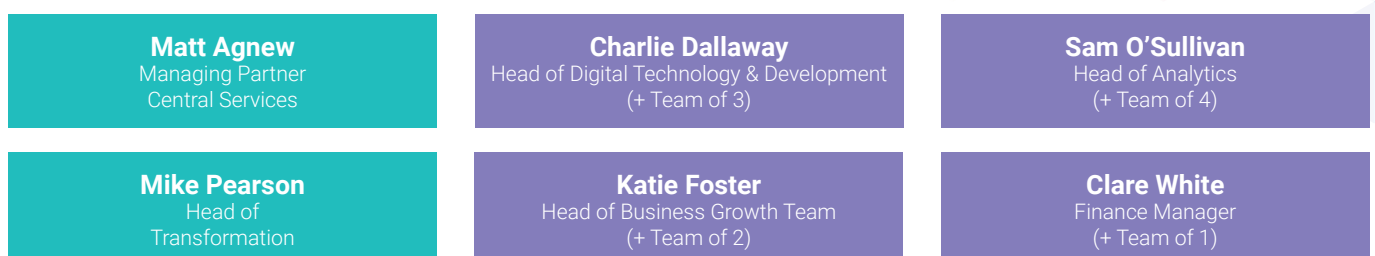 Matt Agnew
Managing Partner
Central Services
Charlie Dallaway
Head of Digital Technology & Development
(+ Team of 3)
Sam O’Sullivan
Head of Analytics
(+ Team of 4)
Mike Pearson
Head of
Transformation
Katie Foster
Head of Business Growth Team
(+ Team of 2)
Clare White
Finance Manager
(+ Team of 1)